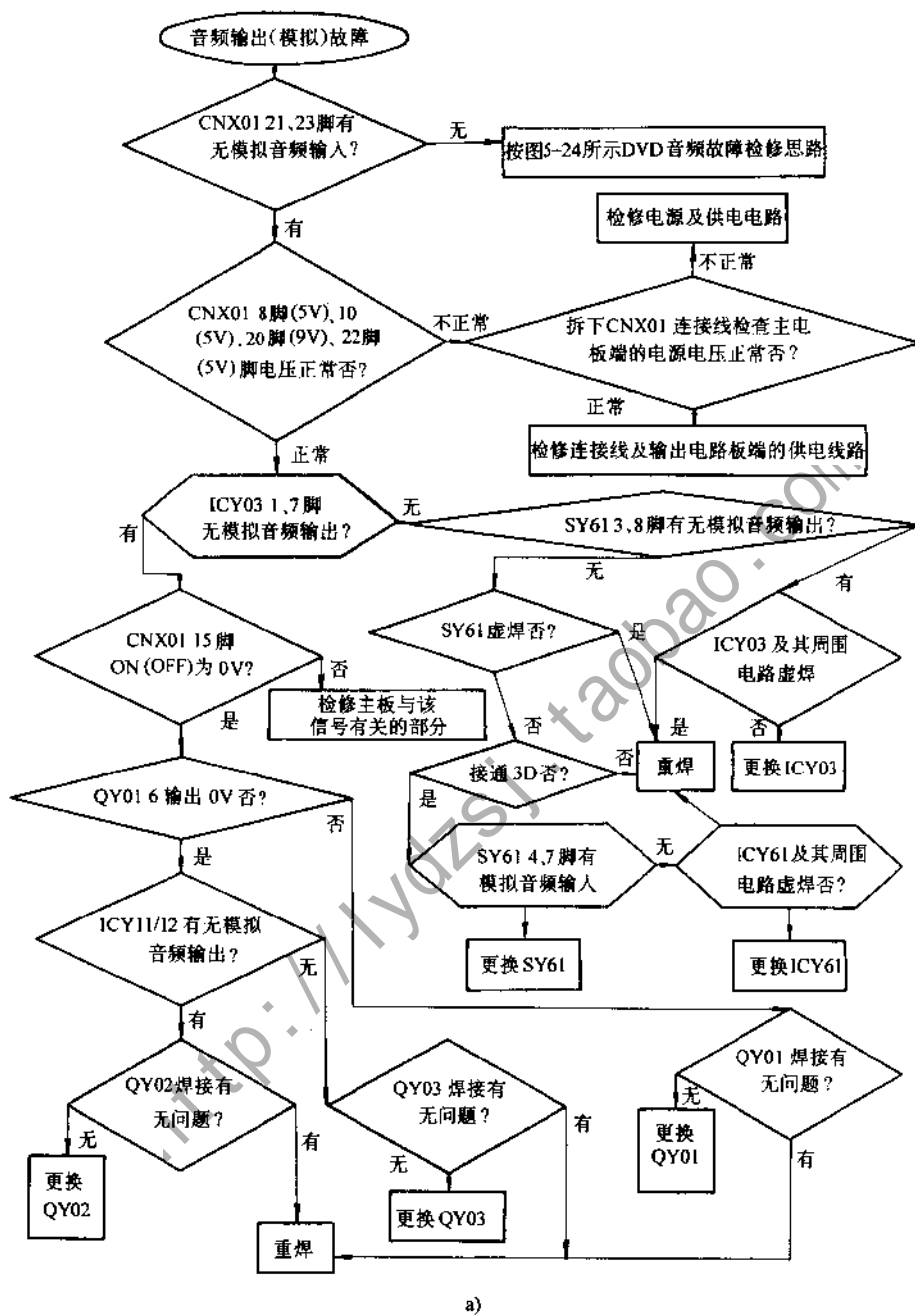 音频输出(模拟)故障
CNX01 21、23脚有
无模拟音频输入?
无
按图5-24所示DVD音频故障检修思路
有
检修电源及供电电路
不正常
CNX01 8脚(5V)、10
(5V)、20脚(9V)、22脚
(5V)脚电压正常否?
不正常
拆下CNX01连接线检查主电
板端的电源电压正常否?
正常
检修连接线及输出电路板端的供电线路
正常
ICY03 1,7脚
无模拟音频输出?
无
SY61 3,8脚有无模拟音频输出?
有
无
有
CNX01 15脚
ON(OFF)为0V?
否
检修主板与该
信号有关的部分
是
SY61虚焊否?
是
ICY03及其周围
电路虚焊
否
是
否
接通3D否?
否
重焊
更换ICY03
是
QY01 6输出0V否?
否
是
SY61 4,7脚有
模拟音频输入
无
ICY61及其周围
电路虚焊否?
更换SY61
更换ICY61
ICY11/12有无模拟
音频输出?
无
有
QY02焊接有
无问题?
无
有
更换
QY02
QY03焊接有
无问题?
无
有
更换QY03
QY01焊接有
无问题?
无
有
更换
QY01
重焊
a)
ttp://lydzsj.taobao.com